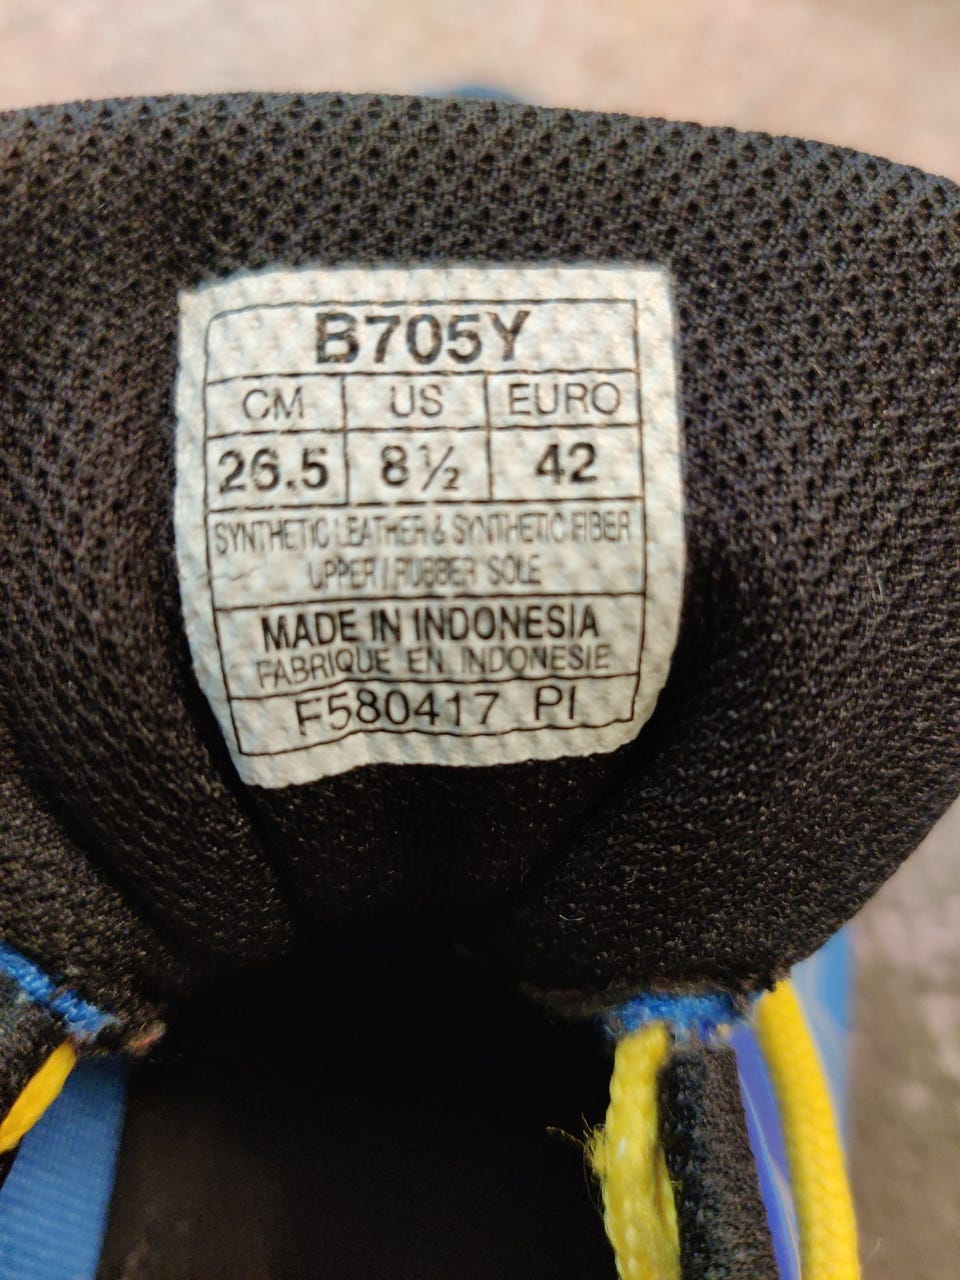 B705Y
CM US EURO
26.5 8½ 42
SYNTHETIC LEATHER & SYNTHETIC FIBER
UPPER / RUBBER SOLE
MADE IN INDONESIA
FABRIQUE EN INDONESIE
F580417 PI